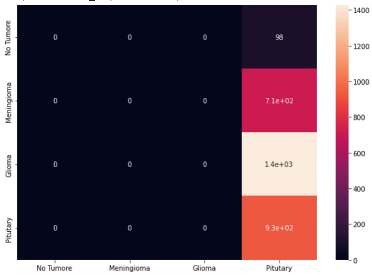 No Tumore 0 0 0 98
Meningioma 0 0 0 7.1e+02
Glioma 0 0 0 1.4e+03
Pitutary 0 0 0 9.3e+02
No Tumore Meningioma Glioma Pitutary
1400
1200
1000
800
600
400
200
0